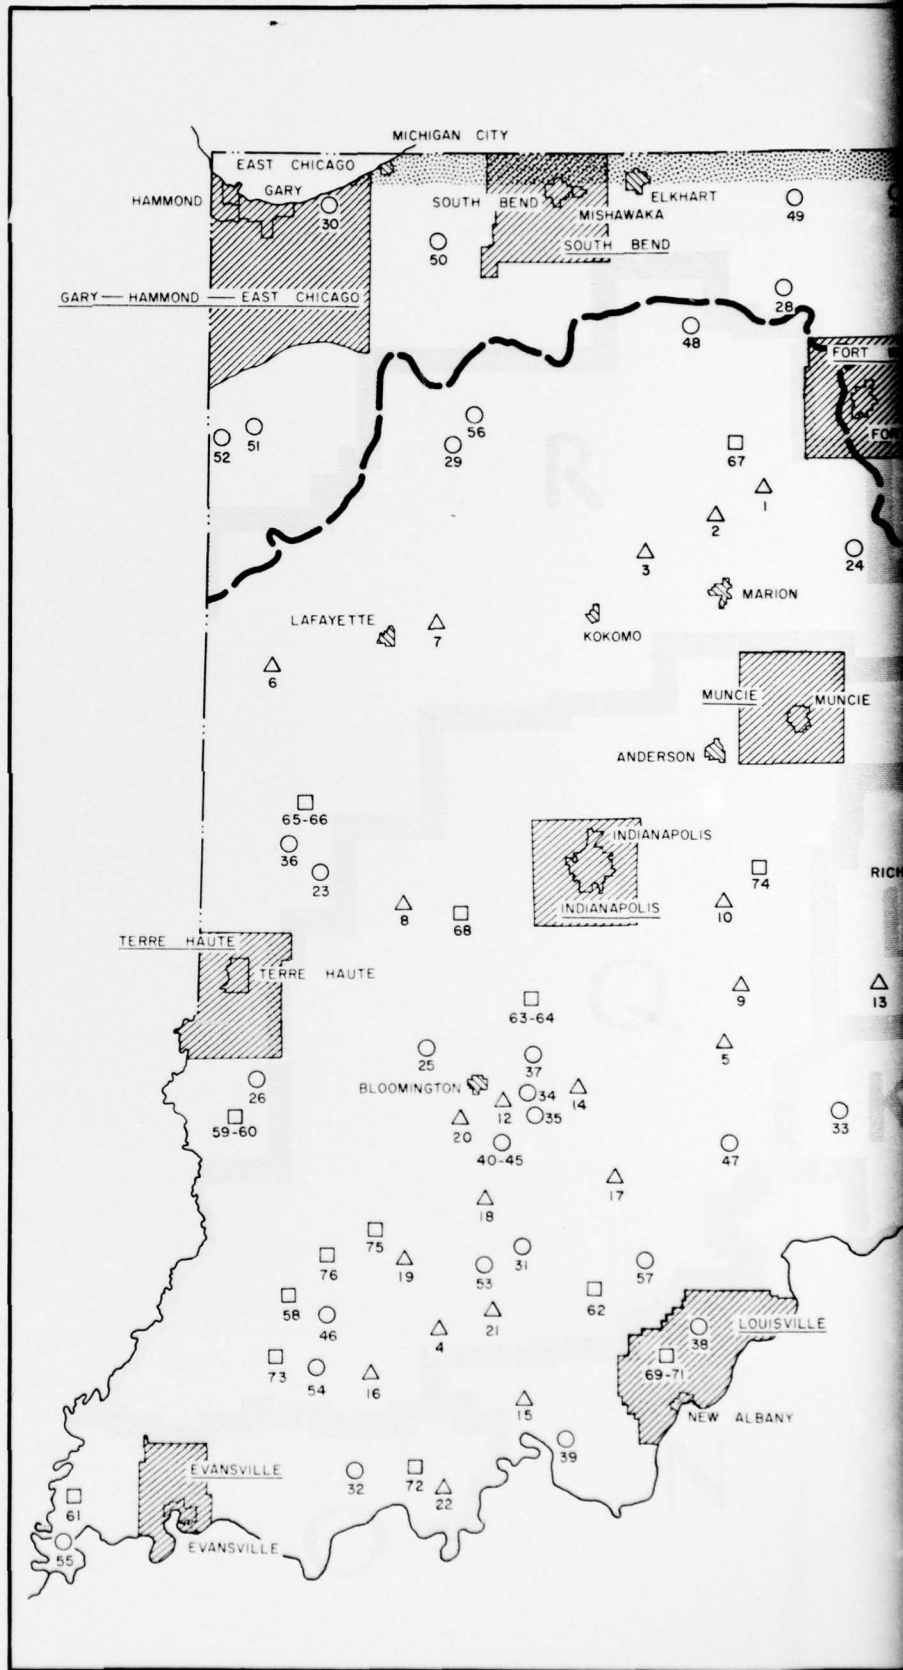 MICHIGAN CITY
EAST CHICAGO
GARY
HAMMOND
30
SOUTH BEND
MISHAWAKA
ELKHART
49
50
SOUTH BEND
GARY — HAMMOND — EAST CHICAGO
28
48
FORT
56
51
52
29
67
FOR
1
2
3
24
MARION
LAFAYETTE
7
KOKOMO
6
MUNCIE
MUNCIE
ANDERSON
65-66
36
INDIANAPOLIS
23
74
RICH
8
68
INDIANAPOLIS
10
TERRE HAUTE
TERRE HAUTE
9
13
63-64
5
25
37
BLOOMINGTON
26
34
14
12
35
59-60
20
33
40-45
47
17
18
75
31
76
19
53
57
58
62
46
21
4
38
LOUISVILLE
73
54
16
69-71
15
NEW ALBANY
39
EVANSVILLE
32
72
22
61
EVANSVILLE
55